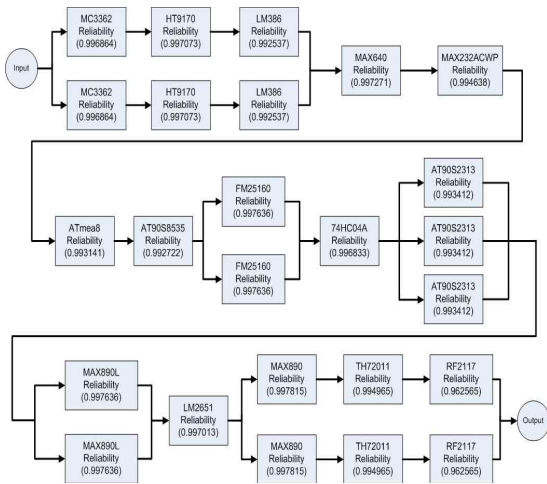 MC3362
Reliability
(0.996864)
HT9170
Reliability
(0.997073)
LM386
Reliability
(0.992537)
Input
MC3362
Reliability
(0.996864)
HT9170
Reliability
(0.997073)
LM386
Reliability
(0.992537)
MAX640
Reliability
(0.997271)
MAX232ACWP
Reliability
(0.994638)
ATmea8
Reliability
(0.993141)
AT90S8535
Reliability
(0.992722)
FM25160
Reliability
(0.997636)
FM25160
Reliability
(0.997636)
74HC04A
Reliability
(0.996833)
AT90S2313
Reliability
(0.993412)
AT90S2313
Reliability
(0.993412)
AT90S2313
Reliability
(0.993412)
MAX890L
Reliability
(0.997636)
MAX890L
Reliability
(0.997636)
LM2651
Reliability
(0.997013)
MAX890
Reliability
(0.997815)
TH72011
Reliability
(0.994965)
RF2117
Reliability
(0.962565)
MAX890
Reliability
(0.997815)
TH72011
Reliability
(0.994965)
RF2117
Reliability
(0.962565)
Output